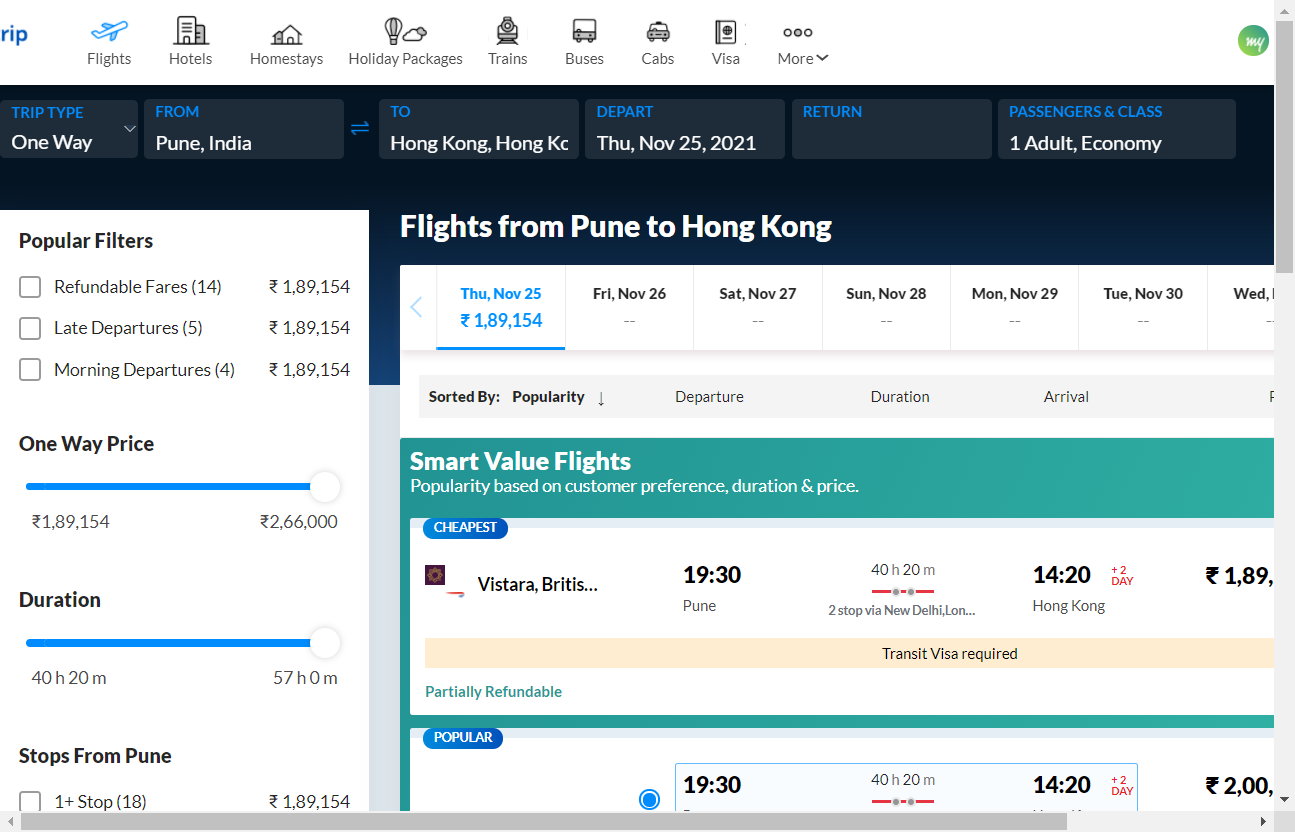 rip
Flights
Hotels
Homestays
Holiday Packages
Trains
Buses
Cabs
Visa
More
my
TRIP TYPE
One Way
FROM
Pune, India
TO
Hong Kong, Hong Kc
DEPART
Thu, Nov 25, 2021
RETURN
PASSENGERS & CLASS
1 Adult, Economy
Popular Filters
Refundable Fares (14) ₹ 1,89,154
Late Departures (5) ₹ 1,89,154
Morning Departures (4) ₹ 1,89,154
One Way Price
₹1,89,154 ₹2,66,000
Duration
40 h 20 m 57 h 0 m
Stops From Pune
1+ Stop (18) ₹ 1,89,154
Flights from Pune to Hong Kong
Thu, Nov 25
₹ 1,89,154
Fri, Nov 26
--
Sat, Nov 27
--
Sun, Nov 28
--
Mon, Nov 29
--
Tue, Nov 30
--
Wed,
--
Sorted By: Popularity ↓ Departure Duration Arrival
Smart Value Flights
Popularity based on customer preference, duration & price.
CHEAPEST
Vistara, Britis...
19:30
Pune
40 h 20 m
2 stop via New Delhi,Lon...
14:20
+ 2
DAY
Hong Kong
₹ 1,89,
Transit Visa required
Partially Refundable
POPULAR
19:30
40 h 20 m
14:20
+ 2
DAY
₹ 2,00,